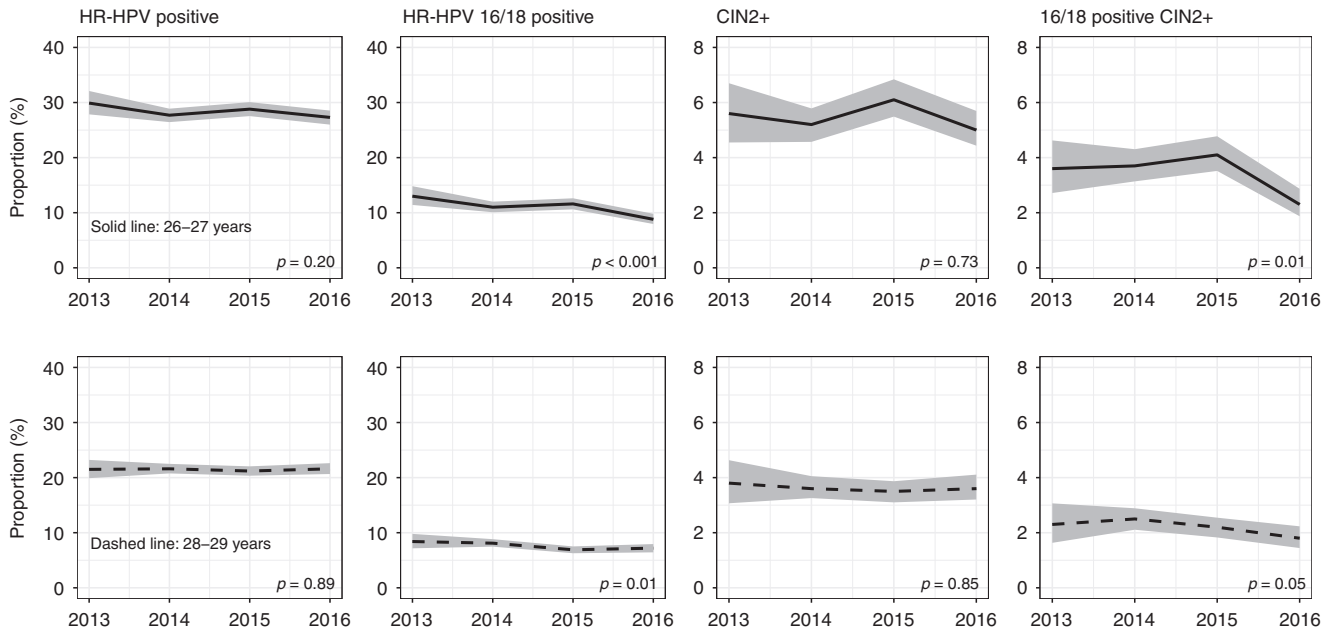 HR-HPV positive
HR-HPV 16/18 positive
CIN2+
16/18 positive CIN2+
Proportion (%)
40
30
20
10
0
Solid line: 26–27 years
p = 0.20
2013 2014 2015 2016
40
30
20
10
0
p < 0.001
2013 2014 2015 2016
8
6
4
2
0
p = 0.73
2013 2014 2015 2016
8
6
4
2
0
p = 0.01
2013 2014 2015 2016
Proportion (%)
40
30
20
10
0
Dashed line: 28–29 years
p = 0.89
2013 2014 2015 2016
40
30
20
10
0
p = 0.01
2013 2014 2015 2016
8
6
4
2
0
p = 0.85
2013 2014 2015 2016
8
6
4
2
0
p = 0.05
2013 2014 2015 2016